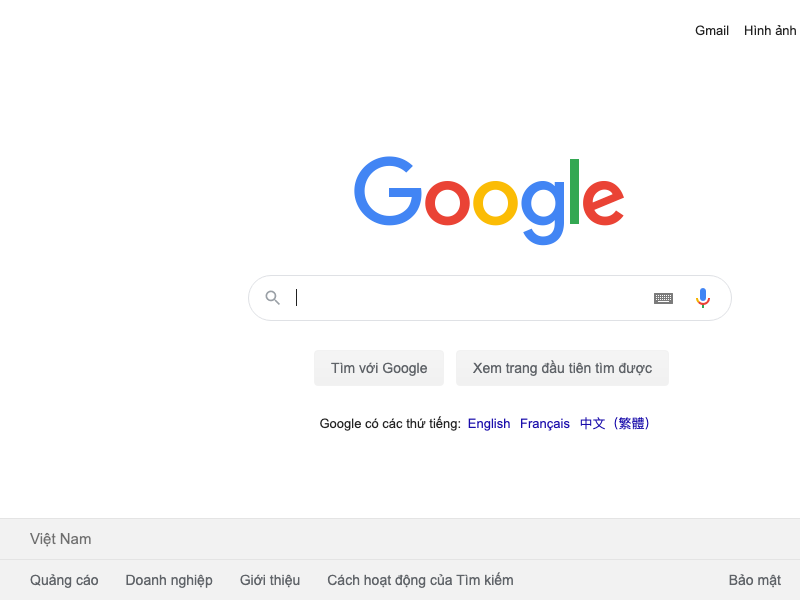 Gmail Hình ảnh
Google
Tìm với Google Xem trang đầu tiên tìm được
Google có các thứ tiếng: English Français 中文（繁體）
Việt Nam
Quảng cáo Doanh nghiệp Giới thiệu Cách hoạt động của Tìm kiếm Bảo mật